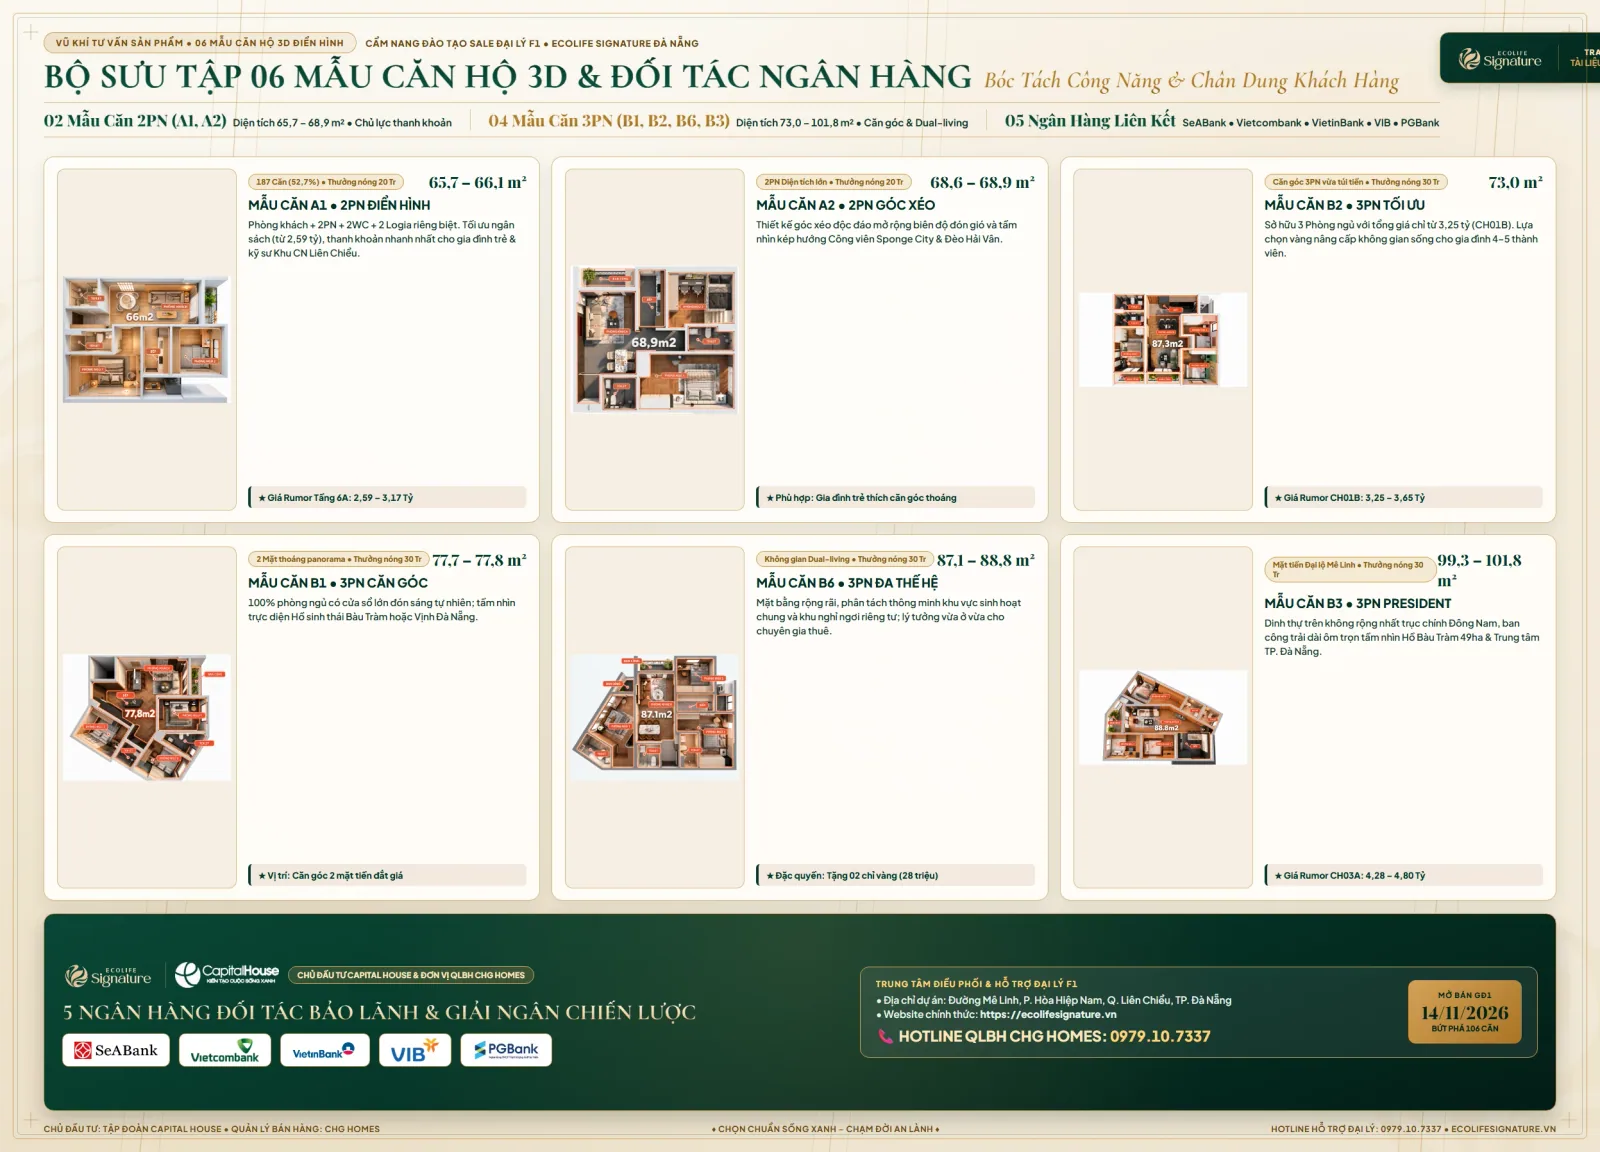 VŨ KHÍ TƯ VẤN SẢN PHẨM • 06 MẪU CĂN HỘ 3D ĐIỂN HÌNH
CẨM NANG ĐÀO TẠO SALE ĐẠI LÝ F1 • ECOLIFE SIGNATURE ĐÀ NẴNG
BỘ SƯU TẬP 06 MẪU CĂN HỘ 3D & ĐỐI TÁC NGÂN HÀNG
Bóc Tách Công Năng & Chân Dung Khách Hàng
ECOLIFE
Signature
TRA
TÀI LIỆU
02 Mẫu Căn 2PN (A1, A2) Diện tích 65,7 – 68,9 m² • Chủ lực thanh khoản
04 Mẫu Căn 3PN (B1, B2, B6, B3) Diện tích 73,0 – 101,8 m² • Căn góc & Dual-living
05 Ngân Hàng Liên Kết SeABank • Vietcombank • VietinBank • VIB • PGBank
66m2
187 Căn (52,7%) • Thưởng nóng 20 Tr
65,7 – 66,1 m²
MẪU CĂN A1 • 2PN ĐIỂN HÌNH
Phòng khách + 2PN + 2WC + 2 Logia riêng biệt. Tối ưu ngân
sách (từ 2,59 tỷ), thanh khoản nhanh nhất cho gia đình trẻ &
kỹ sư Khu CN Liên Chiểu.
★ Giá Rumor Tầng 6A: 2,59 – 3,17 Tỷ
68,9m2
2PN Diện tích lớn • Thưởng nóng 20 Tr
68,6 – 68,9 m²
MẪU CĂN A2 • 2PN GÓC XÉO
Thiết kế góc xéo độc đáo mở rộng biên độ đón gió và tầm
nhìn kép hướng Công viên Sponge City & Đèo Hải Vân.
★ Phù hợp: Gia đình trẻ thích căn góc thoáng
87,3m2
Căn góc 3PN vừa túi tiền • Thưởng nóng 30 Tr
73,0 m²
MẪU CĂN B2 • 3PN TỐI ƯU
Sở hữu 3 Phòng ngủ với tổng giá chỉ từ 3,25 tỷ (CH01B). Lựa
chọn vàng nâng cấp không gian sống cho gia đình 4–5 thành
viên.
★ Giá Rumor CH01B: 3,25 – 3,65 Tỷ
77,8m2
2 Mặt thoáng panorama • Thưởng nóng 30 Tr
77,7 – 77,8 m²
MẪU CĂN B1 • 3PN CĂN GÓC
100% phòng ngủ có cửa sổ lớn đón sáng tự nhiên; tầm nhìn
trực diện Hồ sinh thái Bàu Tràm hoặc Vịnh Đà Nẵng.
★ Vị trí: Căn góc 2 mặt tiền đắt giá
87.1m2
Không gian Dual-living • Thưởng nóng 30 Tr
87,1 – 88,8 m²
MẪU CĂN B6 • 3PN ĐA THẾ HỆ
Mặt bằng rộng rãi, phân tách thông minh khu vực sinh hoạt
chung và khu nghỉ ngơi riêng tư; lý tưởng vừa ở vừa cho
chuyên gia thuê.
★ Đặc quyền: Tặng 02 chỉ vàng (28 triệu)
88.8m2
Mặt tiền Đại lộ Mê Linh • Thưởng nóng 30
Tr
99,3 – 101,8
m²
MẪU CĂN B3 • 3PN PRESIDENT
Dinh thự trên không rộng nhất trục chính Đông Nam, ban
công trải dài ôm trọn tầm nhìn Hồ Bàu Tràm 49ha & Trung tâm
TP. Đà Nẵng.
★ Giá Rumor CH03A: 4,28 – 4,80 Tỷ
ECOLIFE
Signature
CapitalHouse
KIẾN TẠO CUỘC SỐNG XANH
CHỦ ĐẦU TƯ CAPITAL HOUSE & ĐƠN VỊ QLBH CHG HOMES
5 NGÂN HÀNG ĐỐI TÁC BẢO LÃNH & GIẢI NGÂN CHIẾN LƯỢC
SeABank
Vietcombank
VietinBank
VIB
PGBank
TRUNG TÂM ĐIỀU PHỐI & HỖ TRỢ ĐẠI LÝ F1
• Địa chỉ dự án: Đường Mê Linh, P. Hòa Hiệp Nam, Q. Liên Chiểu, TP. Đà Nẵng
• Website chính thức: https://ecolifesignature.vn
📞 HOTLINE QLBH CHG HOMES: 0979.10.7337
MỞ BÁN GĐ1
14/11/2026
BỨT PHÁ 106 CĂN
CHỦ ĐẦU TƯ: TẬP ĐOÀN CAPITAL HOUSE • QUẢN LÝ BÁN HÀNG: CHG HOMES
• CHỌN CHUẨN SỐNG XANH – CHẠM ĐỜI AN LÀNH •
HOTLINE HỖ TRỢ ĐẠI LÝ: 0979.10.7337 • ECOLIFESIGNATURE.VN